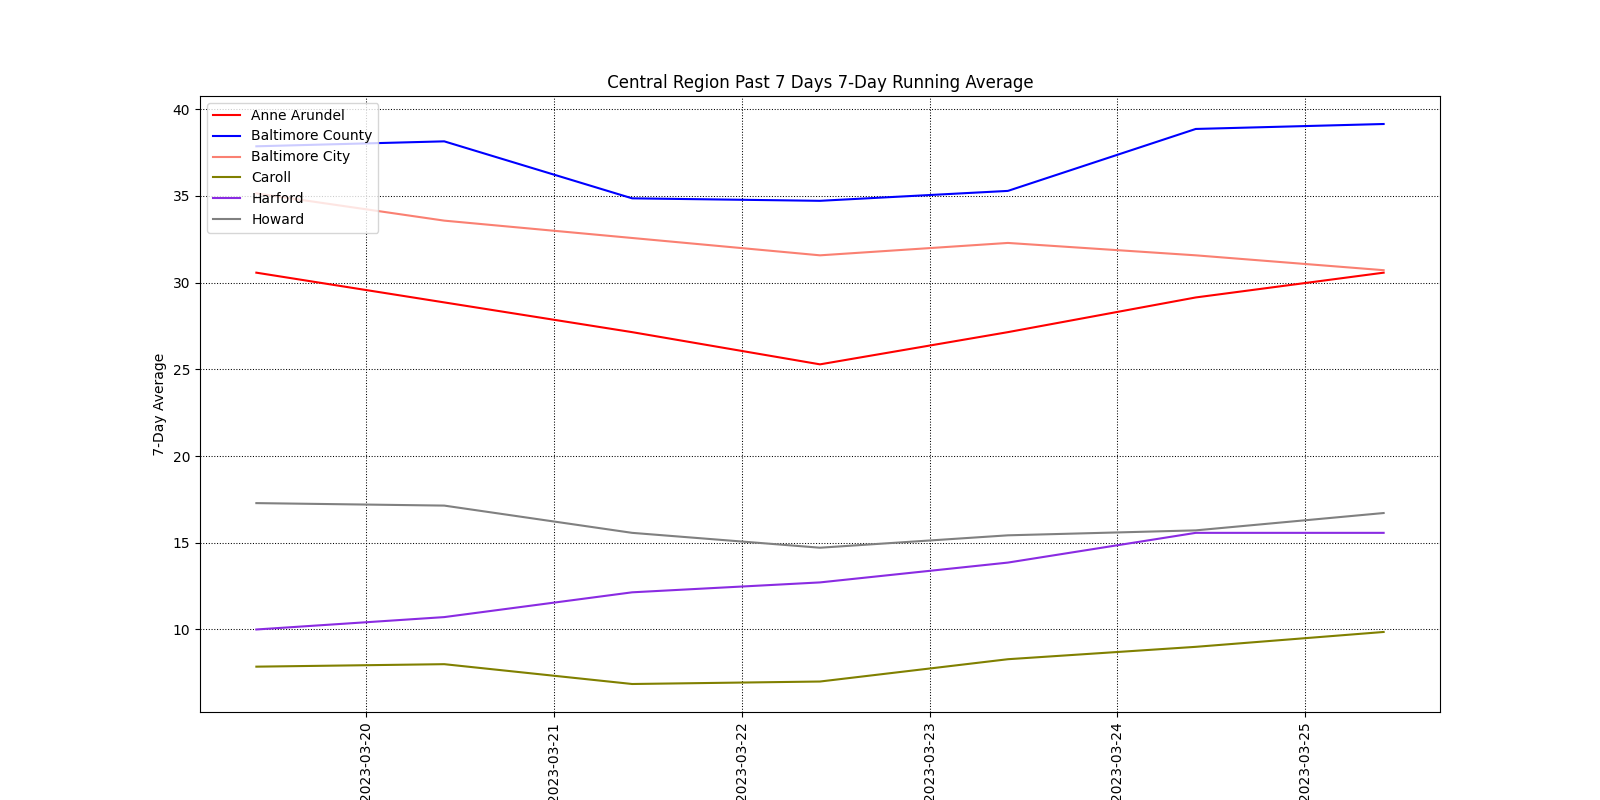 Central Region Past 7 Days 7-Day Running Average
Anne Arundel
Baltimore County
Baltimore City
Caroll
Harford
Howard
7-Day Average
40
35
30
25
20
15
10
2023-03-20
2023-03-21
2023-03-22
2023-03-23
2023-03-24
2023-03-25